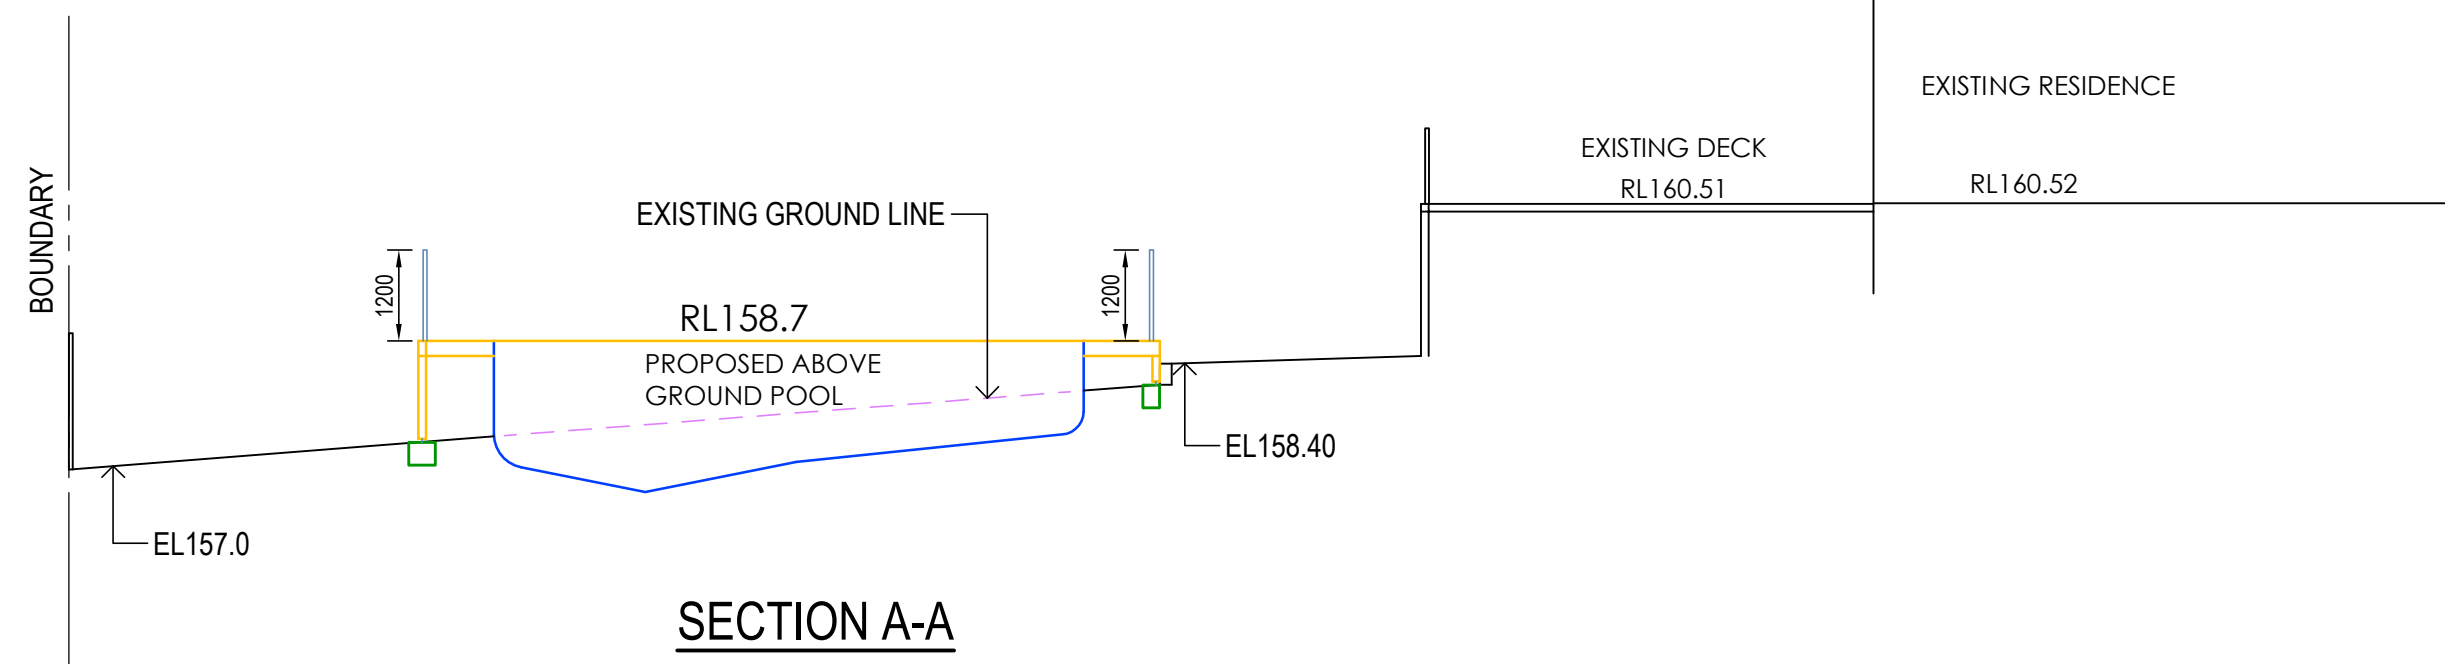 EXISTING RESIDENCE
EXISTING DECK
RL160.51
RL160.52
BOUNDARY
EXISTING GROUND LINE
1200
1200
RL158.7
PROPOSED ABOVE
GROUND POOL
EL158.40
EL157.0
SECTION A-A